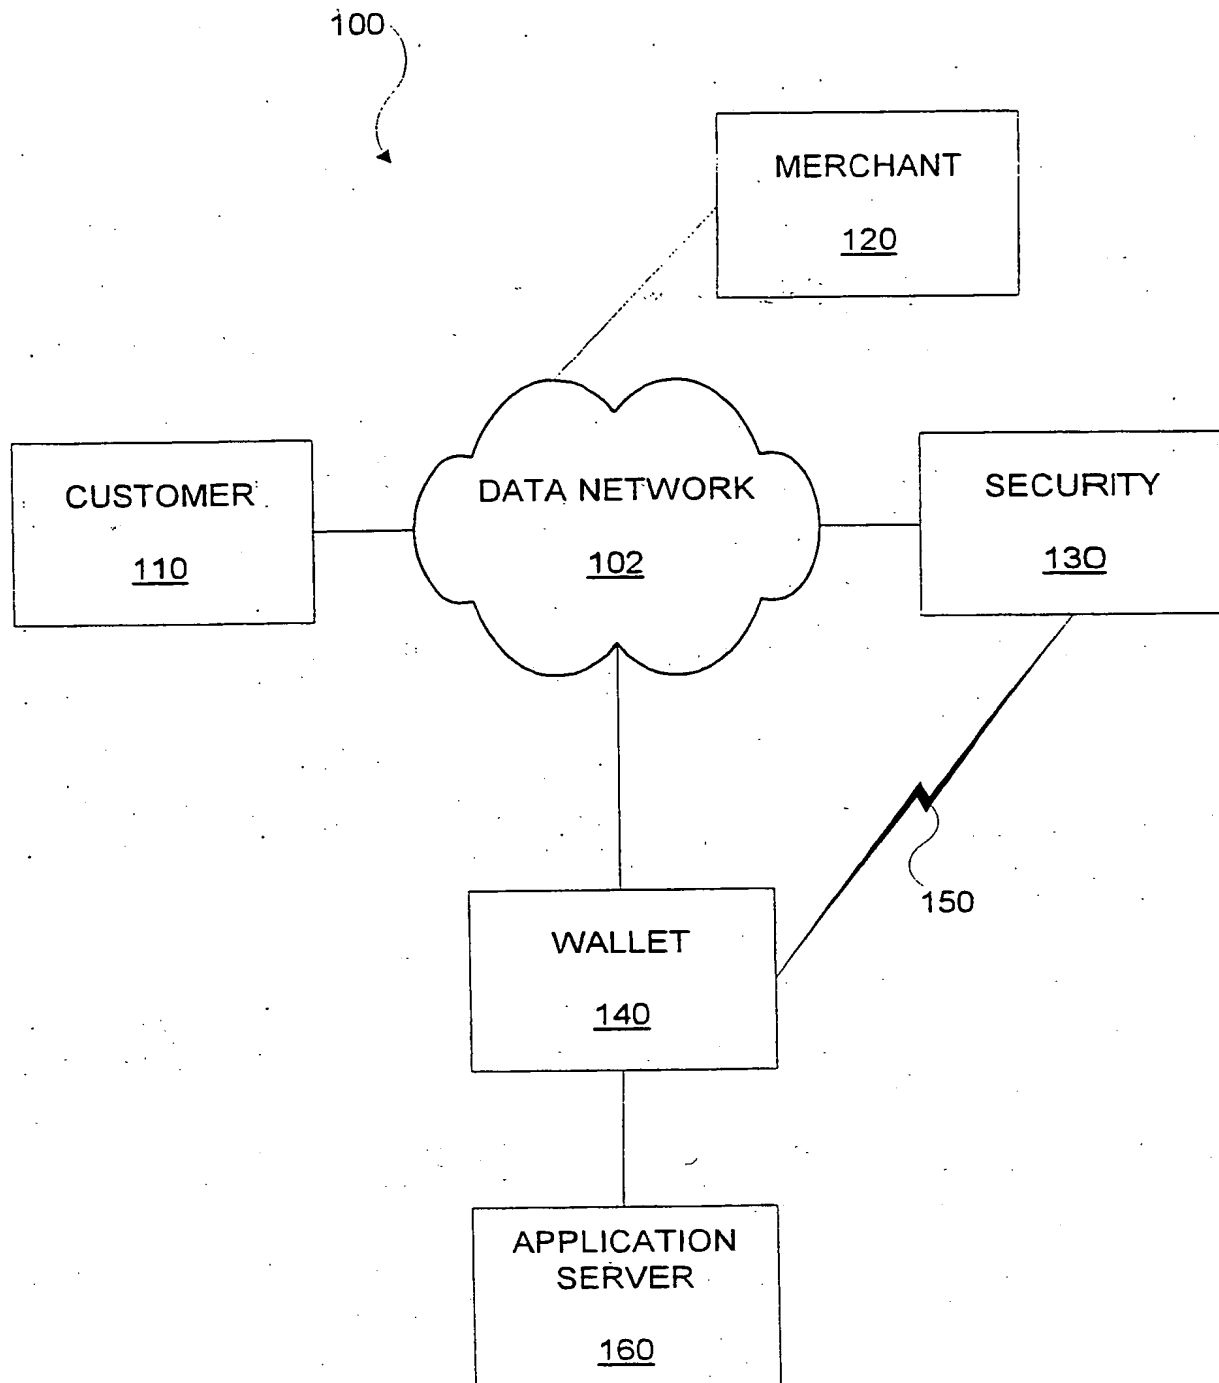 100
MERCHANT
120
CUSTOMER
110
DATA NETWORK
102
SECURITY
130
150
WALLET
140
APPLICATION
SERVER
160